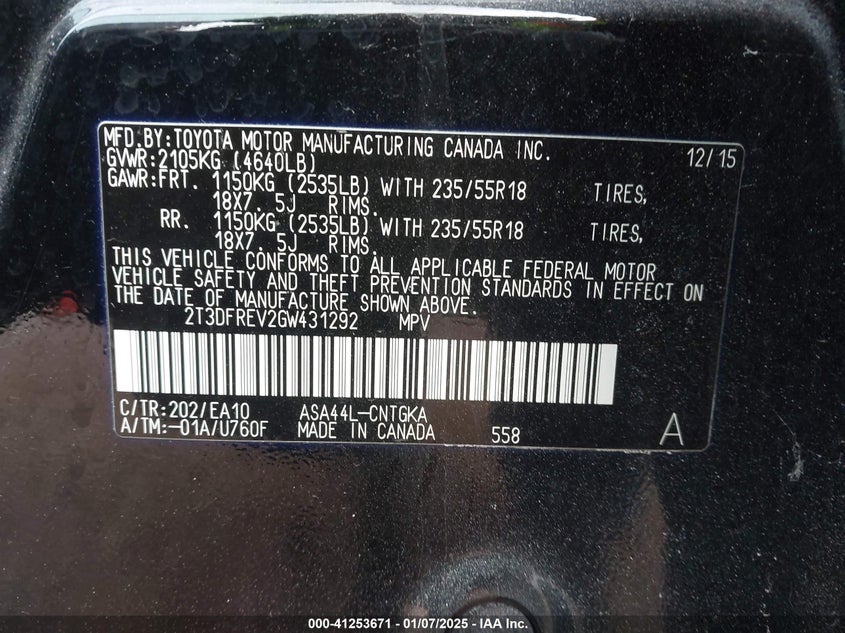 MFD.BY:TOYOTA MOTOR MANUFACTURING CANADA INC. 12/15
GVWR:2105KG (4640LB)
GAWR:FRT. 1150KG (2535LB) WITH 235/55R18 TIRES,
18X7. 5J RIMS.
RR. 1150KG (2535LB) WITH 235/55R18 TIRES,
18X7. 5J RIMS.
THIS VEHICLE CONFORMS TO ALL APPLICABLE FEDERAL MOTOR
VEHICLE SAFETY AND THEFT PREVENTION STANDARDS IN EFFECT ON
THE DATE OF MANUFACTURE SHOWN ABOVE.
2T3DFREV2GW431292 MPV
C/TR:202/EA10 ASA44L-CNTGKA
A/TM:-01A/U760F MADE IN CANADA 558 A
000-41253671 - 01/07/2025 - IAA Inc.